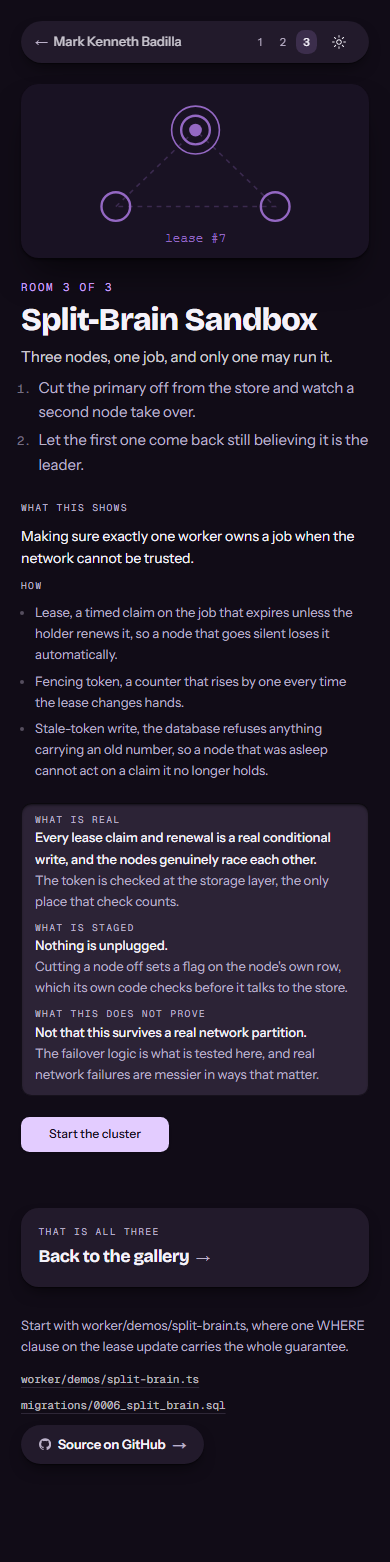 ← Mark Kenneth Badilla 1 2 3
lease #7
ROOM 3 OF 3
Split-Brain Sandbox
Three nodes, one job, and only one may run it.
1. Cut the primary off from the store and watch a
second node take over.
2. Let the first one come back still believing it is the
leader.
WHAT THIS SHOWS
Making sure exactly one worker owns a job when the
network cannot be trusted.
HOW
• Lease, a timed claim on the job that expires unless the
holder renews it, so a node that goes silent loses it
automatically.
• Fencing token, a counter that rises by one every time
the lease changes hands.
• Stale-token write, the database refuses anything
carrying an old number, so a node that was asleep
cannot act on a claim it no longer holds.
WHAT IS REAL
Every lease claim and renewal is a real conditional
write, and the nodes genuinely race each other.
The token is checked at the storage layer, the only
place that check counts.
WHAT IS STAGED
Nothing is unplugged.
Cutting a node off sets a flag on the node's own row,
which its own code checks before it talks to the store.
WHAT THIS DOES NOT PROVE
Not that this survives a real network partition.
The failover logic is what is tested here, and real
network failures are messier in ways that matter.
Start the cluster
THAT IS ALL THREE
Back to the gallery →
Start with worker/demos/split-brain.ts, where one WHERE
clause on the lease update carries the whole guarantee.
worker/demos/split-brain.ts
migrations/0006_split_brain.sql
Source on GitHub →